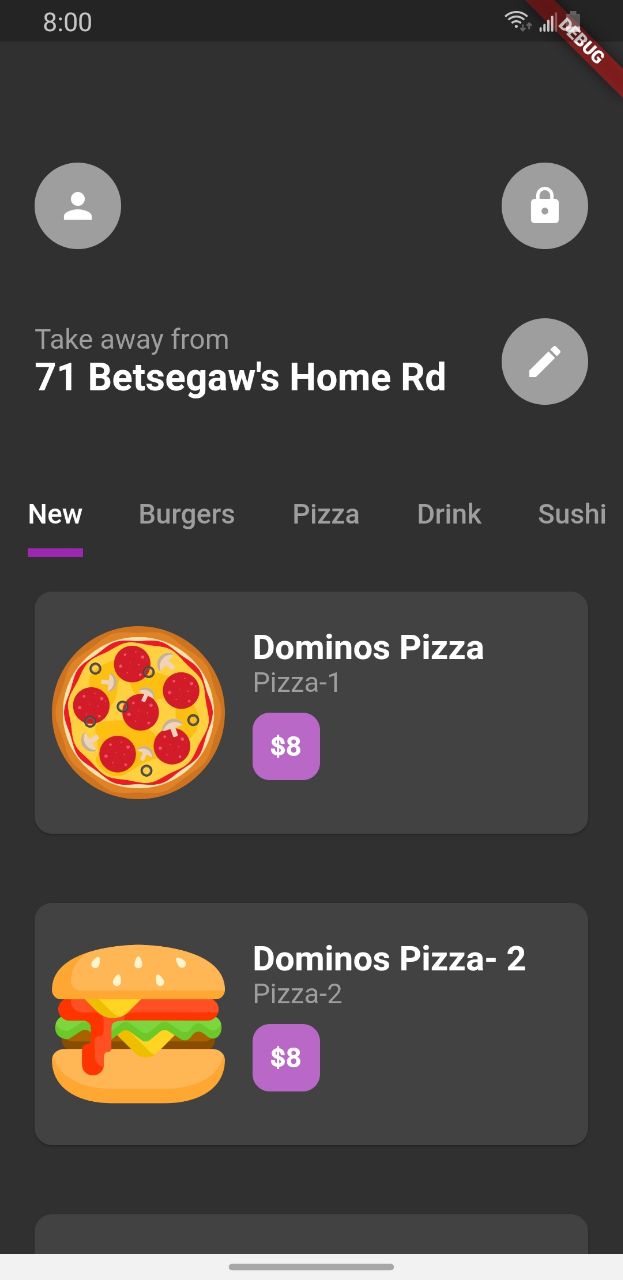 8:00
DEBUG
Take away from
71 Betsegaw's Home Rd
New Burgers Pizza Drink Sushi
Dominos Pizza
Pizza-1
$8
Dominos Pizza- 2
Pizza-2
$8